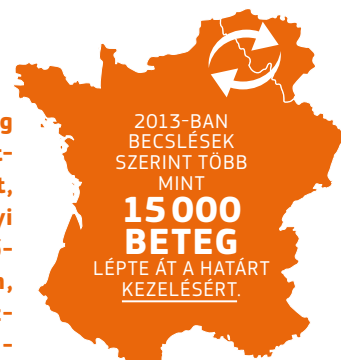 2013-BAN
BECSLÉSEK
SZERINT TÖBB
MINT
15 000
BETEG
LÉPTE ÁT A HATÁRT
KEZELÉSÉRT.